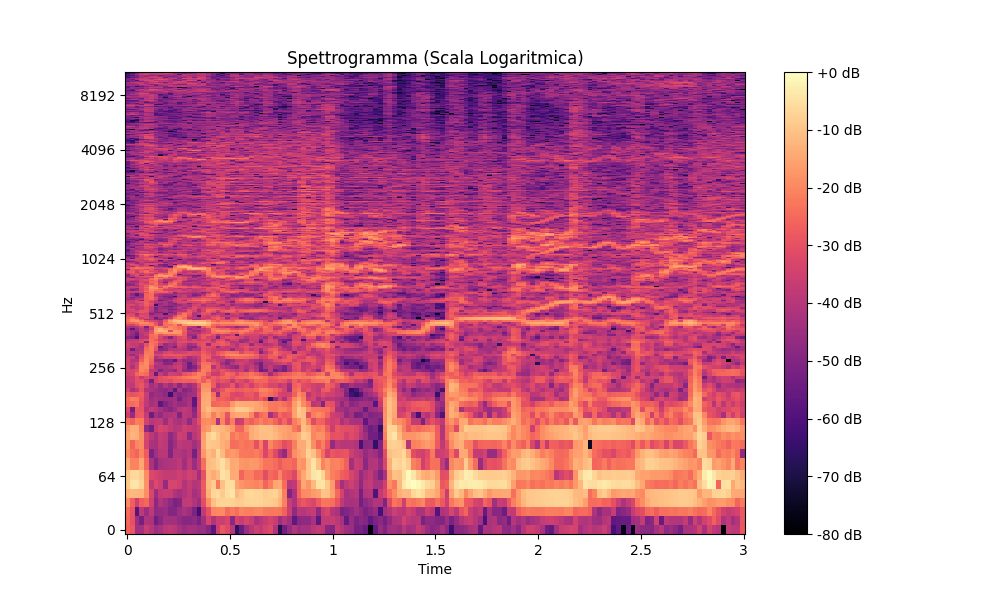 Spettrogramma (Scala Logaritmica)
Hz
8192
4096
2048
1024
512
256
128
64
0
0 0.5 1 1.5 2 2.5 3
Time
+0 dB
-10 dB
-20 dB
-30 dB
-40 dB
-50 dB
-60 dB
-70 dB
-80 dB